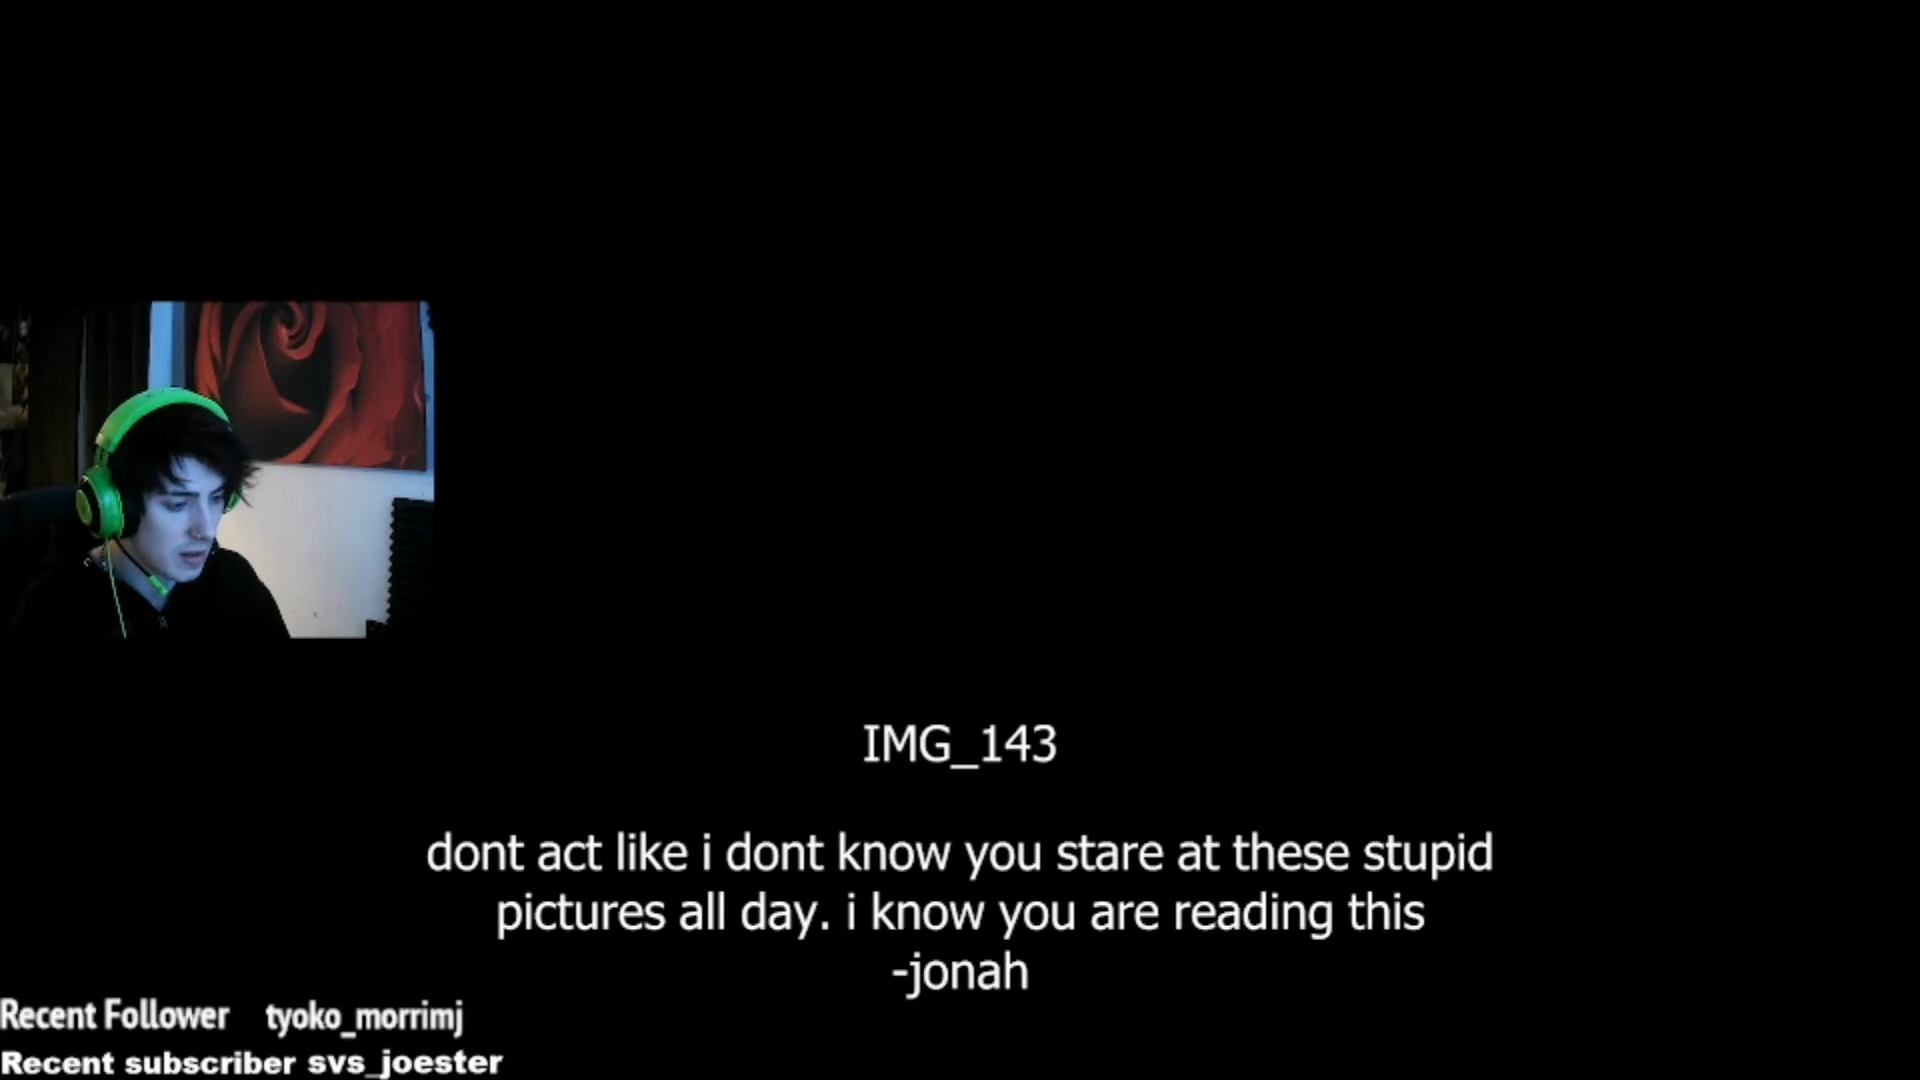 IMG_143
dont act like i dont know you stare at these stupid
pictures all day. i know you are reading this
-jonah
Recent Follower tyoko_morrimj
Recent subscriber svs_joester